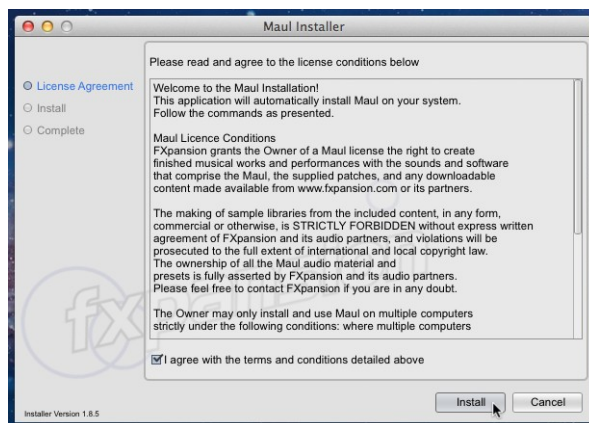 Maul Installer
Please read and agree to the license conditions below
License Agreement
Install
Complete
Welcome to the Maul Installation!
This application will automatically install Maul on your system.
Follow the commands as presented.
Maul Licence Conditions
FXpansion grants the Owner of a Maul license the right to create
finished musical works and performances with the sounds and software
that comprise the Maul, the supplied patches, and any downloadable
content made available from www.fxpansion.com or its partners.
The making of sample libraries from the included content, in any form,
commercial or otherwise, is STRICTLY FORBIDDEN without express written
agreement of FXpansion and its audio partners, and violations will be
prosecuted to the full extent of international and local copyright law.
The ownership of all the Maul audio material and
presets is fully asserted by FXpansion and its audio partners.
Please feel free to contact FXpansion if you are in any doubt.
The Owner may only install and use Maul on multiple computers
strictly under the following conditions: where multiple computers
fxpansion
I agree with the terms and conditions detailed above
Install
Cancel
Installer Version 1.8.5